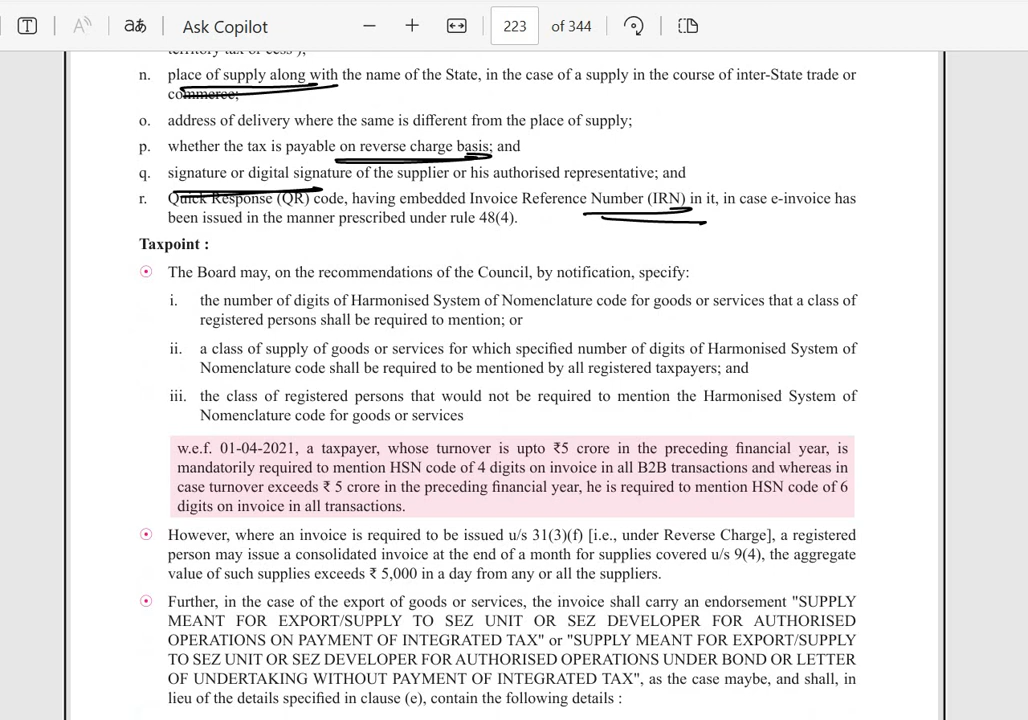 Ask Copilot
223
of 344
n. place of supply along with the name of the State, in the case of a supply in the course of inter-State trade or
commerce;
o. address of delivery where the same is different from the place of supply;
p. whether the tax is payable on reverse charge basis; and
q. signature or digital signature of the supplier or his authorised representative; and
r. Quick Response (QR) code, having embedded Invoice Reference Number (IRN) in it, in case e-invoice has
been issued in the manner prescribed under rule 48(4).
Taxpoint :
The Board may, on the recommendations of the Council, by notification, specify:
i. the number of digits of Harmonised System of Nomenclature code for goods or services that a class of
registered persons shall be required to mention; or
ii. a class of supply of goods or services for which specified number of digits of Harmonised System of
Nomenclature code shall be required to be mentioned by all registered taxpayers; and
iii. the class of registered persons that would not be required to mention the Harmonised System of
Nomenclature code for goods or services
w.e.f. 01-04-2021, a taxpayer, whose turnover is upto ₹5 crore in the preceding financial year, is
mandatorily required to mention HSN code of 4 digits on invoice in all B2B transactions and whereas in
case turnover exceeds ₹ 5 crore in the preceding financial year, he is required to mention HSN code of 6
digits on invoice in all transactions.
However, where an invoice is required to be issued u/s 31(3)(f) [i.e., under Reverse Charge], a registered
person may issue a consolidated invoice at the end of a month for supplies covered u/s 9(4), the aggregate
value of such supplies exceeds ₹ 5,000 in a day from any or all the suppliers.
Further, in the case of the export of goods or services, the invoice shall carry an endorsement "SUPPLY
MEANT FOR EXPORT/SUPPLY TO SEZ UNIT OR SEZ DEVELOPER FOR AUTHORISED
OPERATIONS ON PAYMENT OF INTEGRATED TAX" or "SUPPLY MEANT FOR EXPORT/SUPPLY
TO SEZ UNIT OR SEZ DEVELOPER FOR AUTHORISED OPERATIONS UNDER BOND OR LETTER
OF UNDERTAKING WITHOUT PAYMENT OF INTEGRATED TAX", as the case maybe, and shall, in
lieu of the details specified in clause (e), contain the following details :